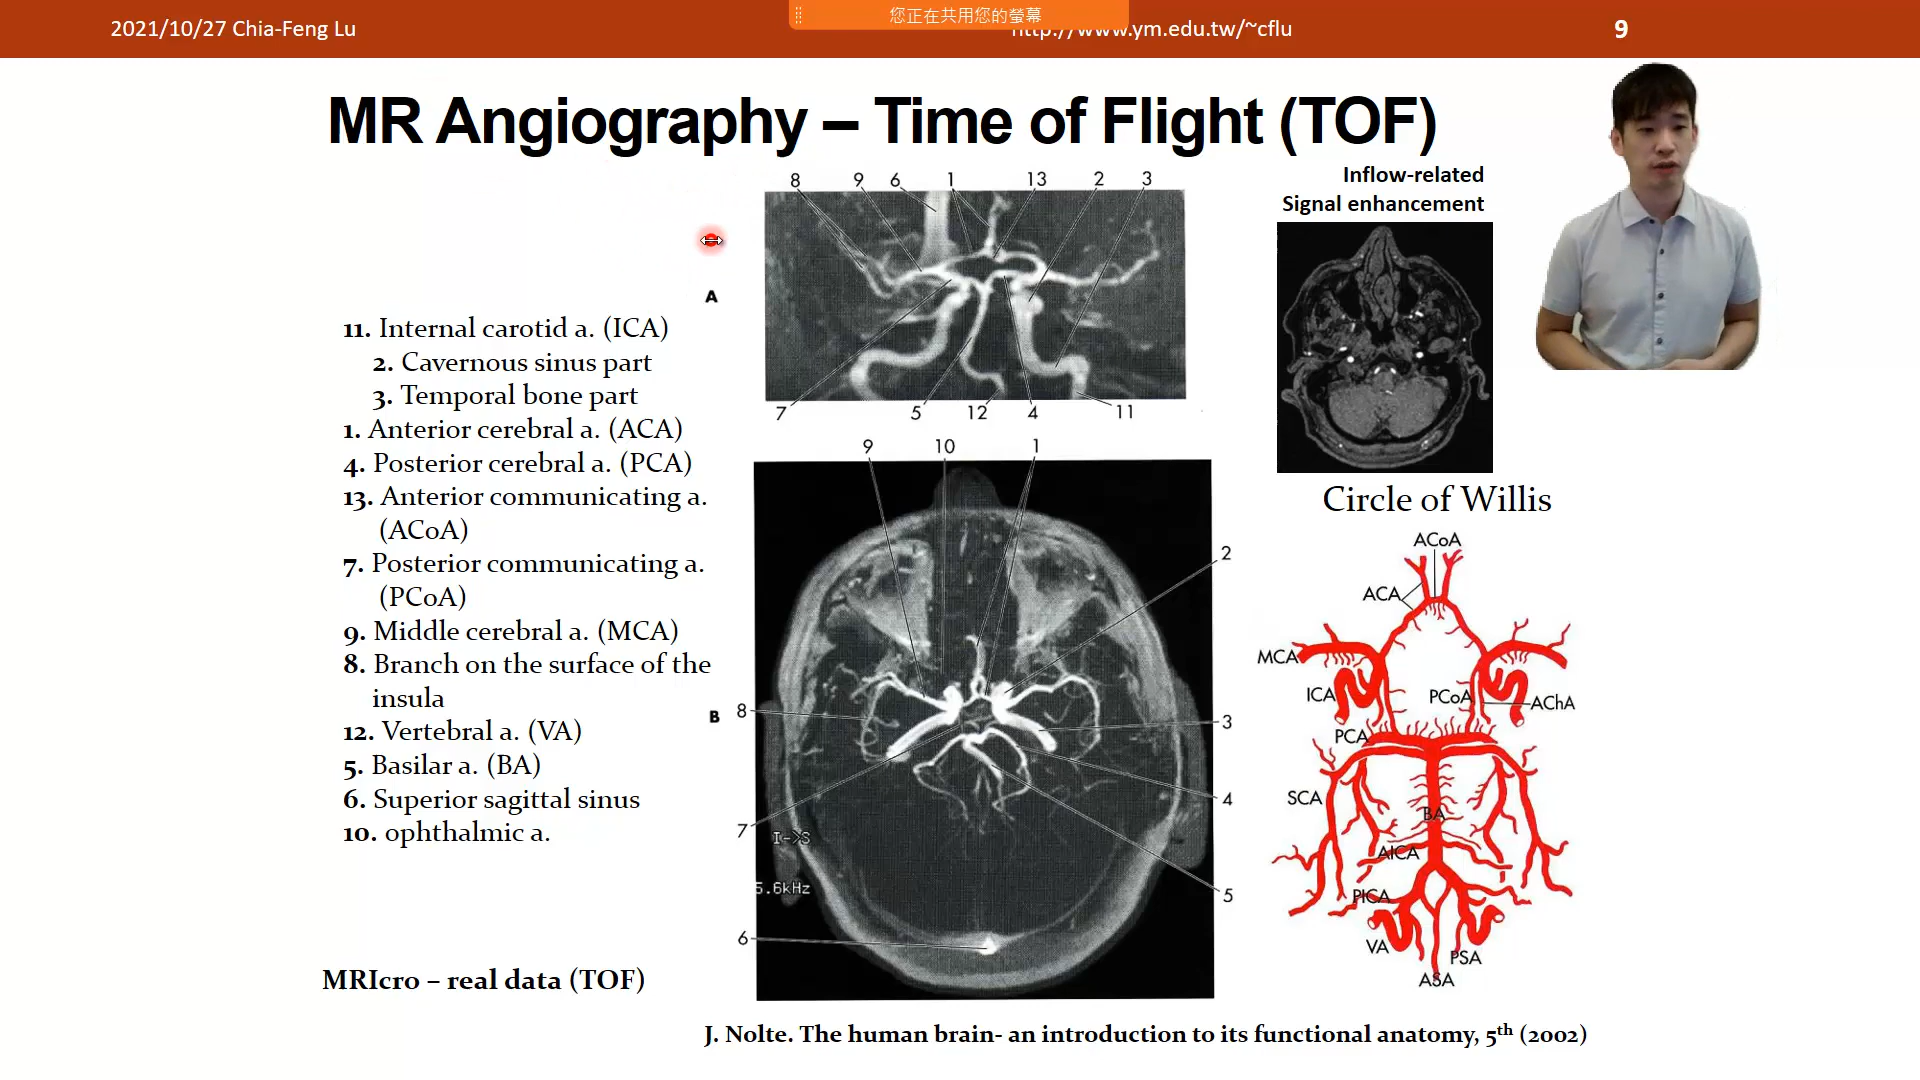 2021/10/27 Chia-Feng Lu
您正在共用您的螢幕
http://www.ym.edu.tw/~cflu
9
MR Angiography – Time of Flight (TOF)
Inflow-related
Signal enhancement
8 9 6 1 13 2 3
A
7 5 12 4 11
11. Internal carotid a. (ICA)
2. Cavernous sinus part
3. Temporal bone part
1. Anterior cerebral a. (ACA)
4. Posterior cerebral a. (PCA)
13. Anterior communicating a.
(ACoA)
7. Posterior communicating a.
(PCoA)
9. Middle cerebral a. (MCA)
8. Branch on the surface of the
insula
12. Vertebral a. (VA)
5. Basilar a. (BA)
6. Superior sagittal sinus
10. ophthalmic a.
MRIcro – real data (TOF)
9 10 1
2
B
8
3
4
7
I->S
5.6kHz
5
6
Circle of Willis
ACoA
ACA
MCA
ICA
PCoA
AChA
PCA
SCA
BA
AICA
PICA
VA
PSA
ASA
J. Nolte. The human brain- an introduction to its functional anatomy, 5th (2002)